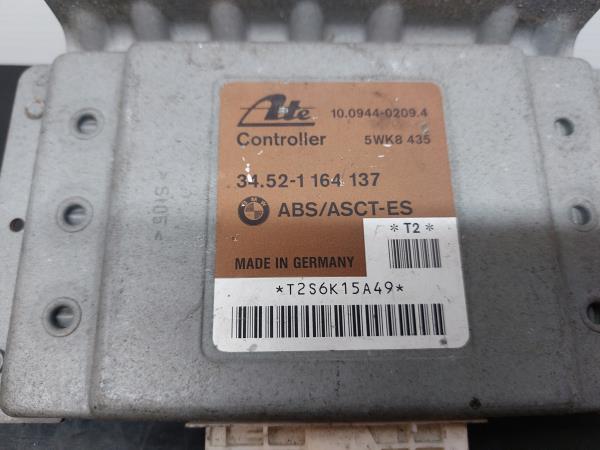 Ate
10.0944-0209.4
Controller
5WK8 435
34.52-1 164 137
BMW
ABS/ASCT-ES
*T2*
MADE IN GERMANY
*T2S6K15A49*